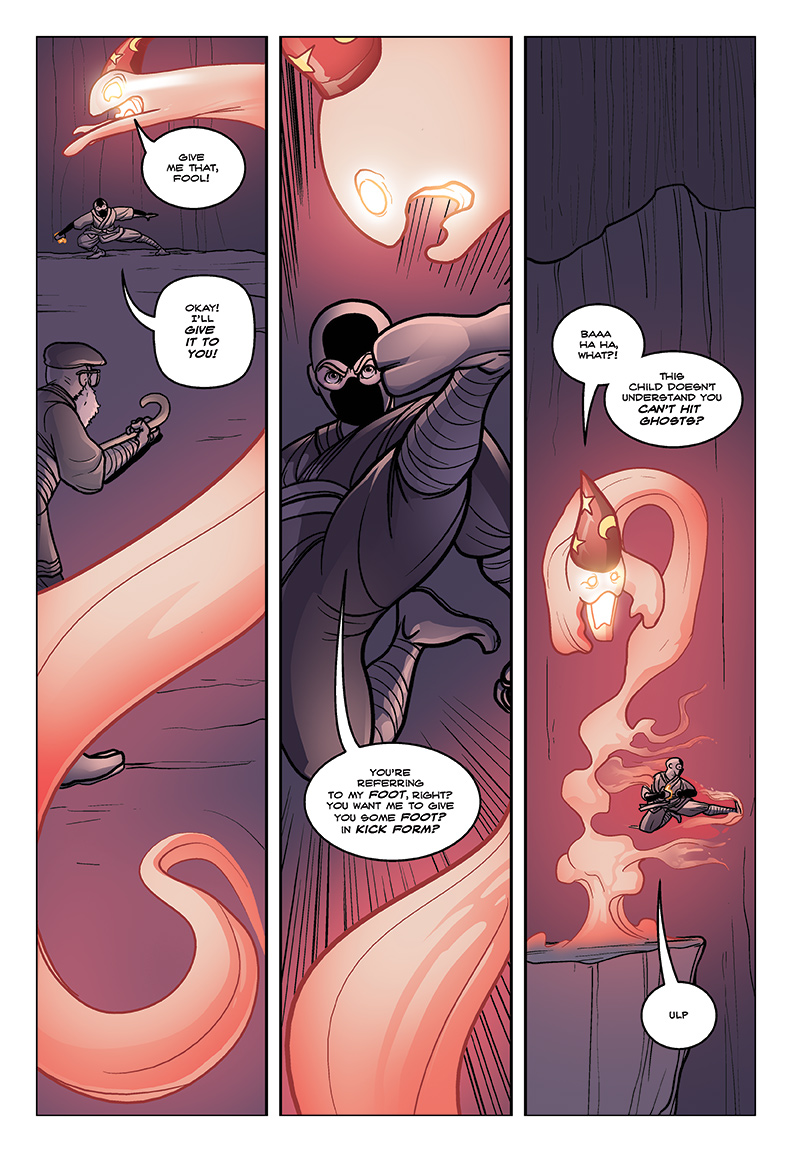 GIVE
ME THAT,
FOOL!
OKAY!
I'LL
GIVE
IT TO
YOU!
YOU'RE
REFERRING
TO MY FOOT, RIGHT?
YOU WANT ME TO GIVE
YOU SOME FOOT?
IN KICK FORM?
BAAA
HA HA,
WHAT?!
THIS
CHILD DOESN'T
UNDERSTAND YOU
CAN'T HIT
GHOSTS?
ULP